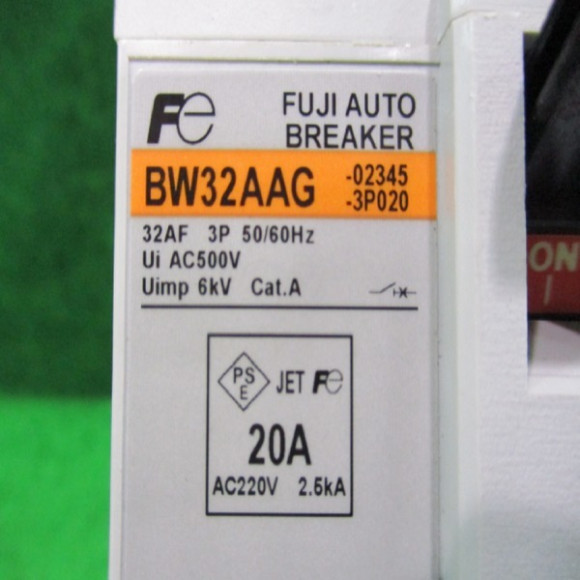 Fe FUJI AUTO
BREAKER
BW32AAG -02345
-3P020
32AF 3P 50/60Hz
Ui AC500V
Uimp 6kV Cat.A
PS
E
JET Fe
20A
AC220V 2.5kA
ON
I